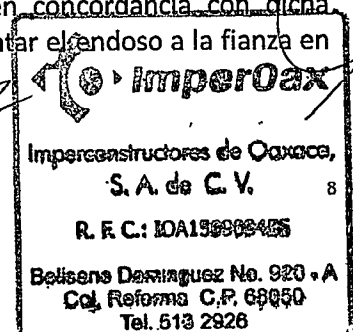 en concordancia con dicha
ntar el endoso a la fianza en
ImperOax
Imperconstructores de Oaxaca,
S. A. de C. V.
8
R. F. C.:
Belisario Domínguez No. 920 - A
Col. Reforma C.P. 68050
Tel. 513 2926